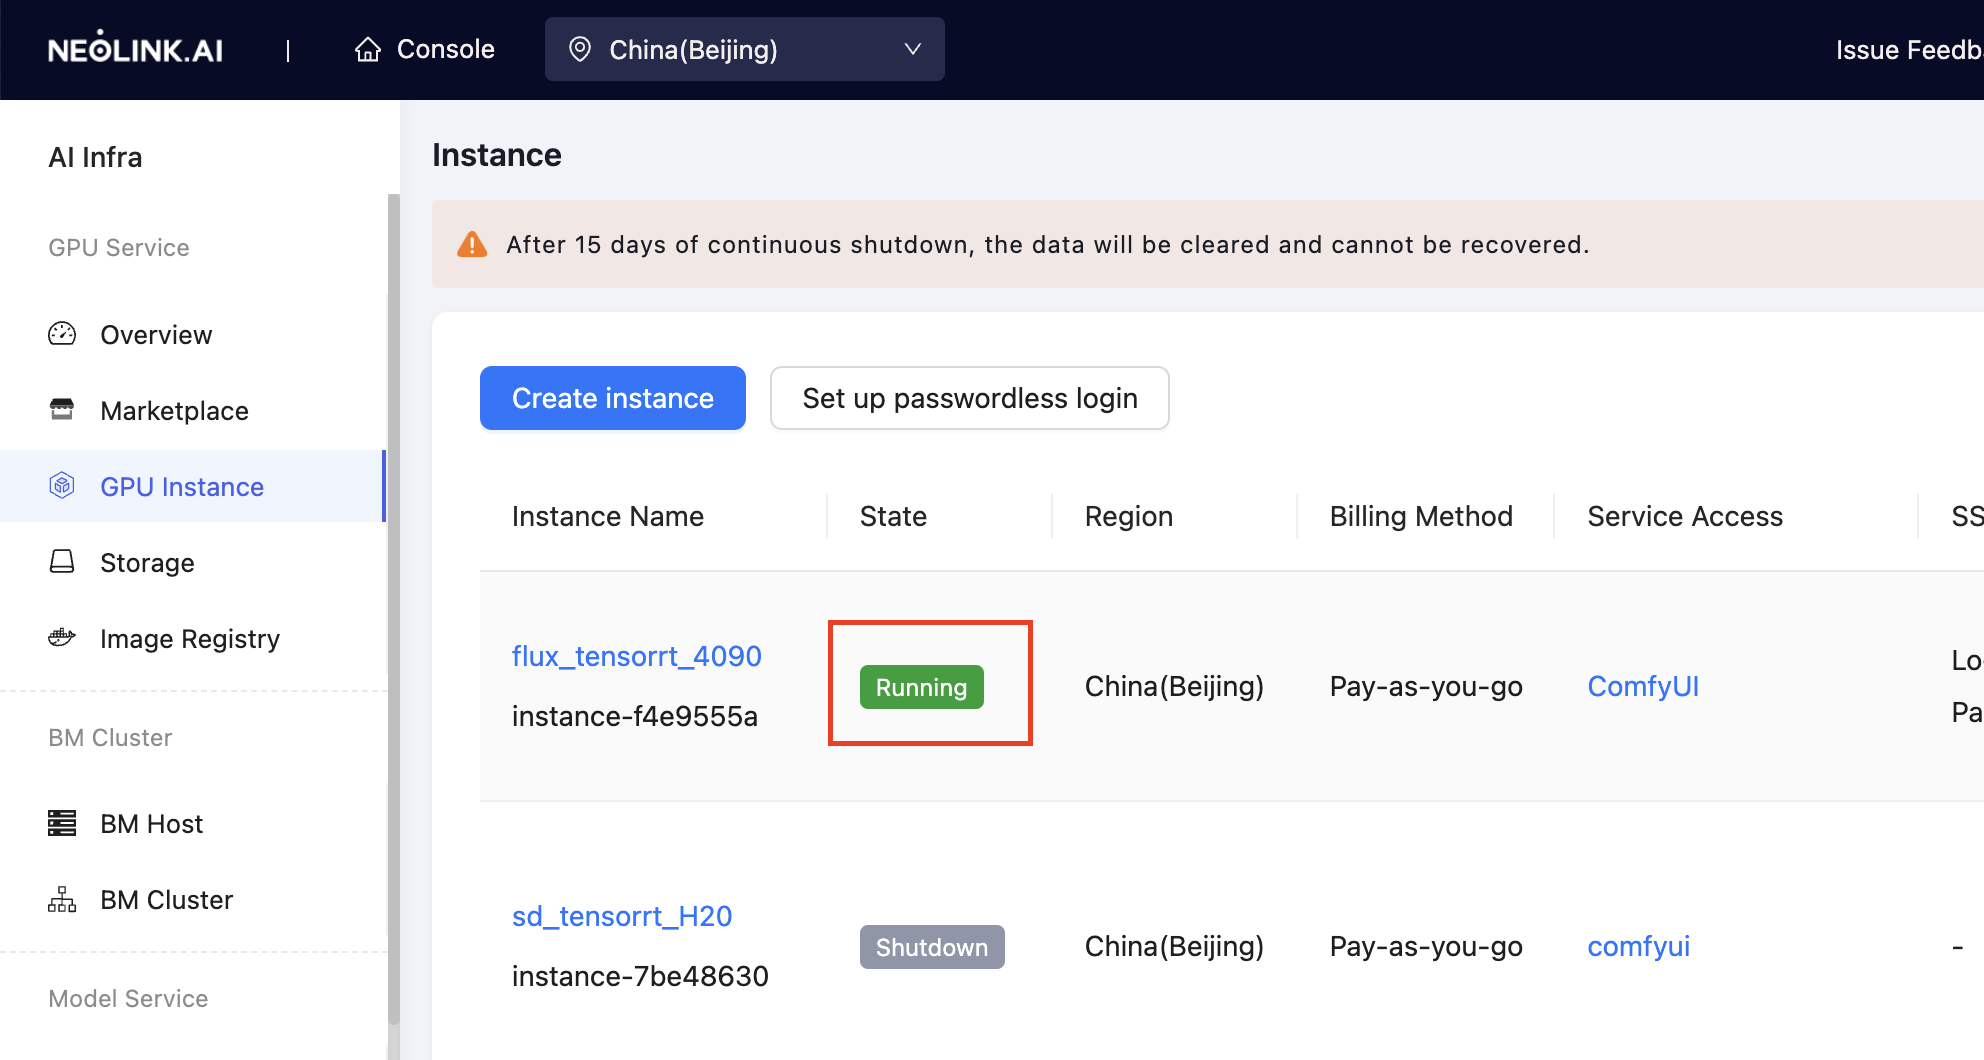 NEOLINK.AI
Console
China(Beijing)
Issue Feedb
AI Infra
GPU Service
Overview
Marketplace
GPU Instance
Storage
Image Registry
BM Cluster
BM Host
BM Cluster
Model Service
Instance
After 15 days of continuous shutdown, the data will be cleared and cannot be recovered.
Create instance
Set up passwordless login
Instance Name State Region Billing Method Service Access SS
flux_tensorrt_4090
instance-f4e9555a
Running
China(Beijing)
Pay-as-you-go
ComfyUI
Lo
Pa
sd_tensorrt_H20
instance-7be48630
Shutdown
China(Beijing)
Pay-as-you-go
comfyui
-